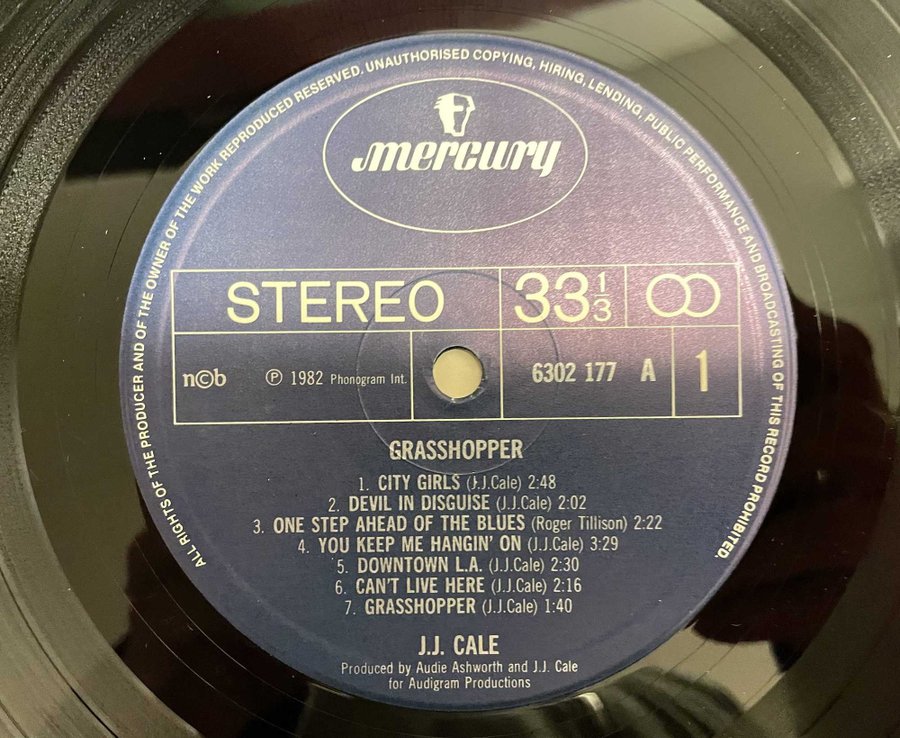 ALL RIGHTS OF THE PRODUCER AND OF THE OWNER OF THE WORK REPRODUCED RESERVED. UNAUTHORISED COPYING, HIRING, LENDING, PUBLIC PERFORMANCE AND BROADCASTING OF THIS RECORD PROHIBITED.
mercury
STEREO 33 1/3
n©b ℗ 1982 Phonogram Int. 6302 177 A 1
GRASSHOPPER
1. CITY GIRLS (J.J.Cale) 2:48
2. DEVIL IN DISGUISE (J.J.Cale) 2:02
3. ONE STEP AHEAD OF THE BLUES (Roger Tillison) 2:22
4. YOU KEEP ME HANGIN' ON (J.J.Cale) 3:29
5. DOWNTOWN L.A. (J.J.Cale) 2:30
6. CAN'T LIVE HERE (J.J.Cale) 2:16
7. GRASSHOPPER (J.J.Cale) 1:40
J.J. CALE
Produced by Audie Ashworth and J.J. Cale
for Audigram Productions